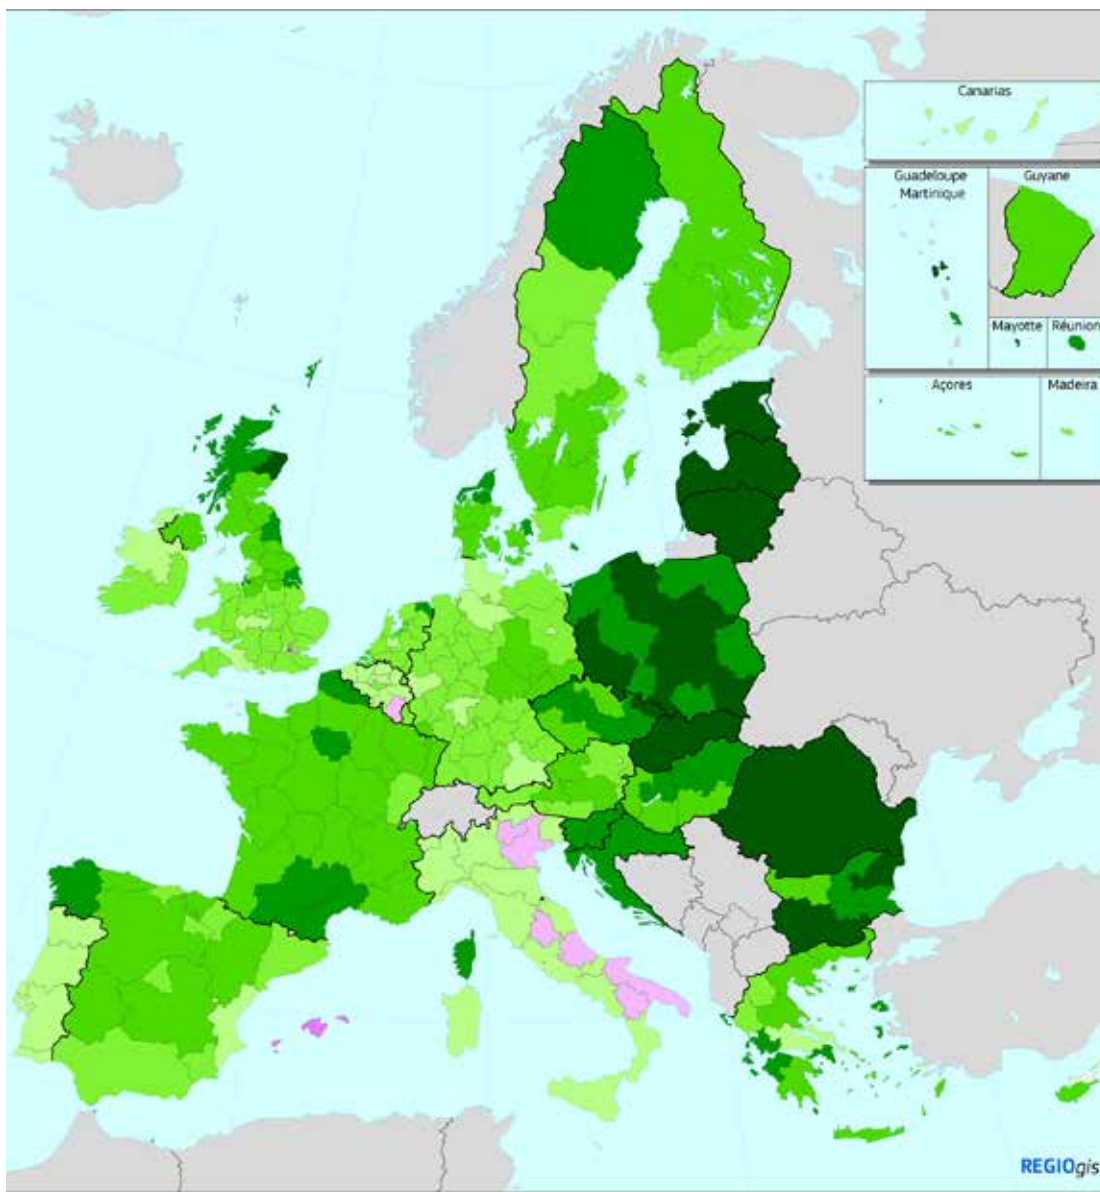 Canarias
Guadeloupe
Martinique
Guyane
Mayotte
Réunion
Açores
Madeira
REGIOgis